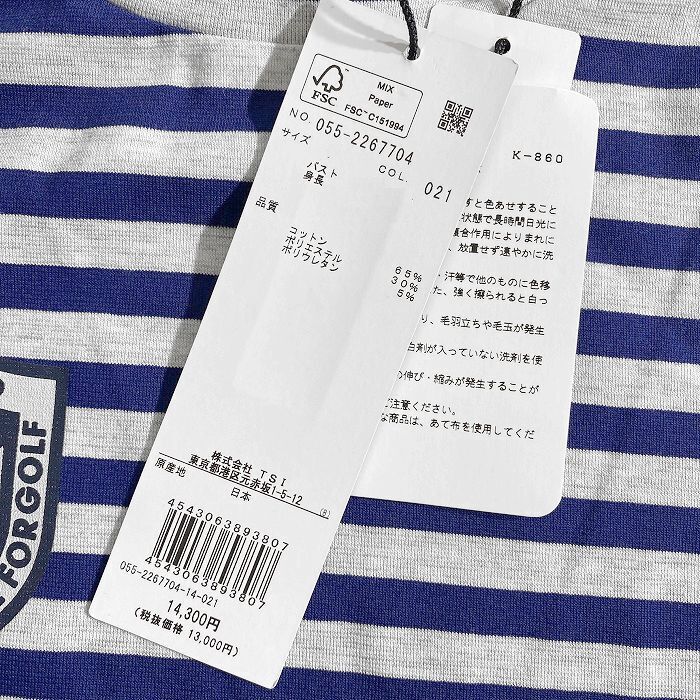 FSC
MIX
Paper
FSC™ C151994
NO. 055-2267704
サイズ COL. 021
バスト
身長
品質
コットン 65%
ポリエステル 30%
ポリウレタン 5%
株式会社 TSI
東京都港区元赤坂1-5-12
原産地 日本
4543063893807
4543063893807
055-2267704-14-021
14,300円
(税抜価格 13,000円)
K-860
すと色あせすること
状態で長時間日光に
合作用によりまれに
放置せず速やかに洗
・汗等で他のものに色移
た、強く擦られると白っ
り、毛羽立ちや毛玉が発生
白剤が入っていない洗剤を使
の伸び・縮みが発生することが
ご注意ください。
な商品は、あて布を使用してくだ
FOR GOLF